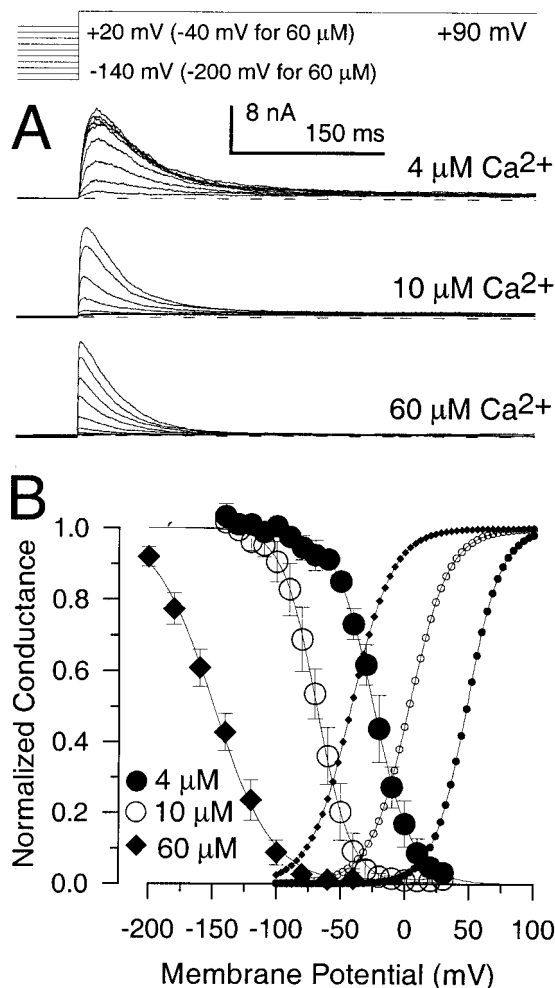 +20 mV (-40 mV for 60 μM)
+90 mV
-140 mV (-200 mV for 60 μM)
A
8 nA
150 ms
4 μM Ca2+
10 μM Ca2+
60 μM Ca2+
B
Normalized Conductance
1.0
0.8
0.6
0.4
0.2
0.0
4 μM
10 μM
60 μM
-200 -150 -100 -50 0 50 100
Membrane Potential (mV)